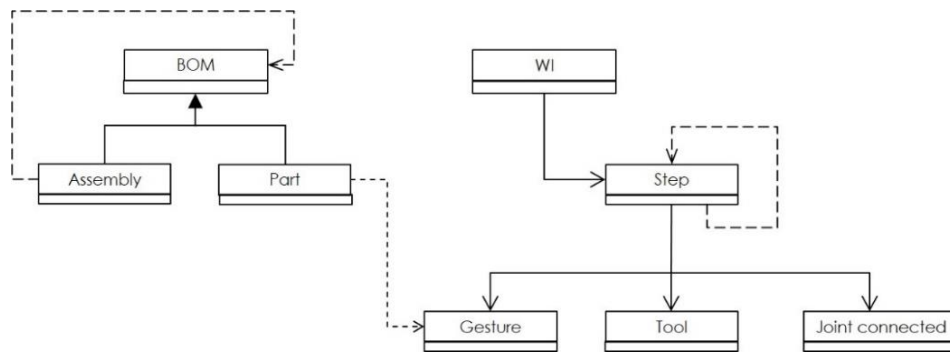 BOM
WI
Assembly
Part
Step
Gesture
Tool
Joint connected